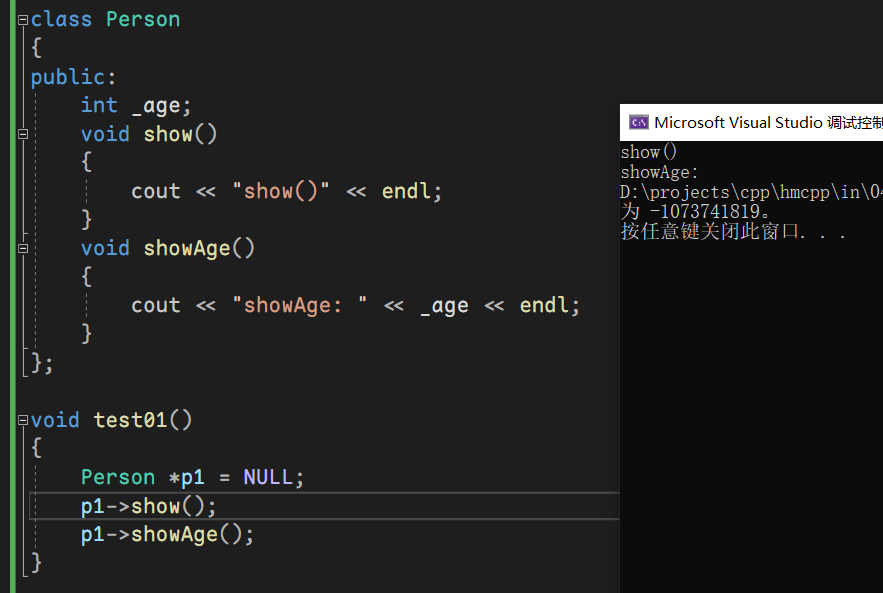 class Person
{
public:
int _age;
void show()
{
cout << "show()" << endl;
}
void showAge()
{
cout << "showAge: " << _age << endl;
}
};
void test01()
{
Person *p1 = NULL;
p1->show();
p1->showAge();
}
Microsoft Visual Studio 调试控制
show()
showAge:
D:\projects\cpp\hmcpp\in\04
为 -1073741819。
按任意键关闭此窗口. . .